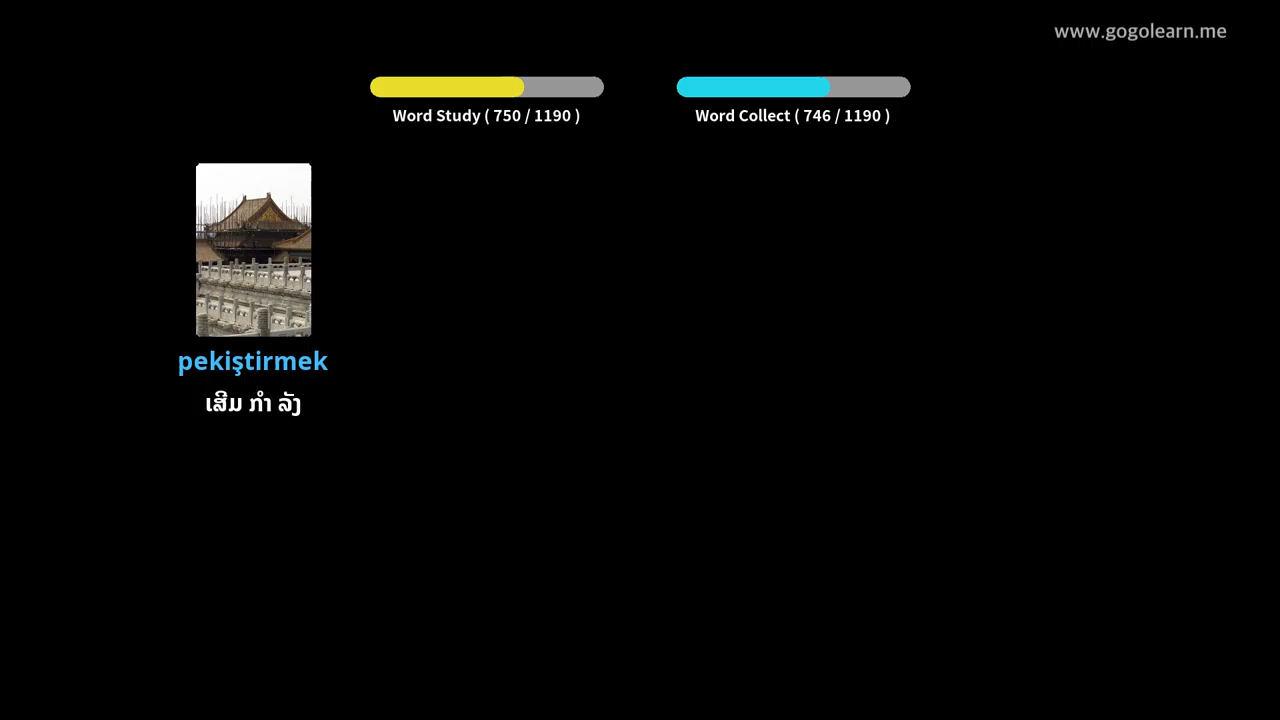 www.gogolearn.me
Word Study ( 750 / 1190 )
Word Collect ( 746 / 1190 )
pekiştirmek
ເສີມ ກຳ ລັງ